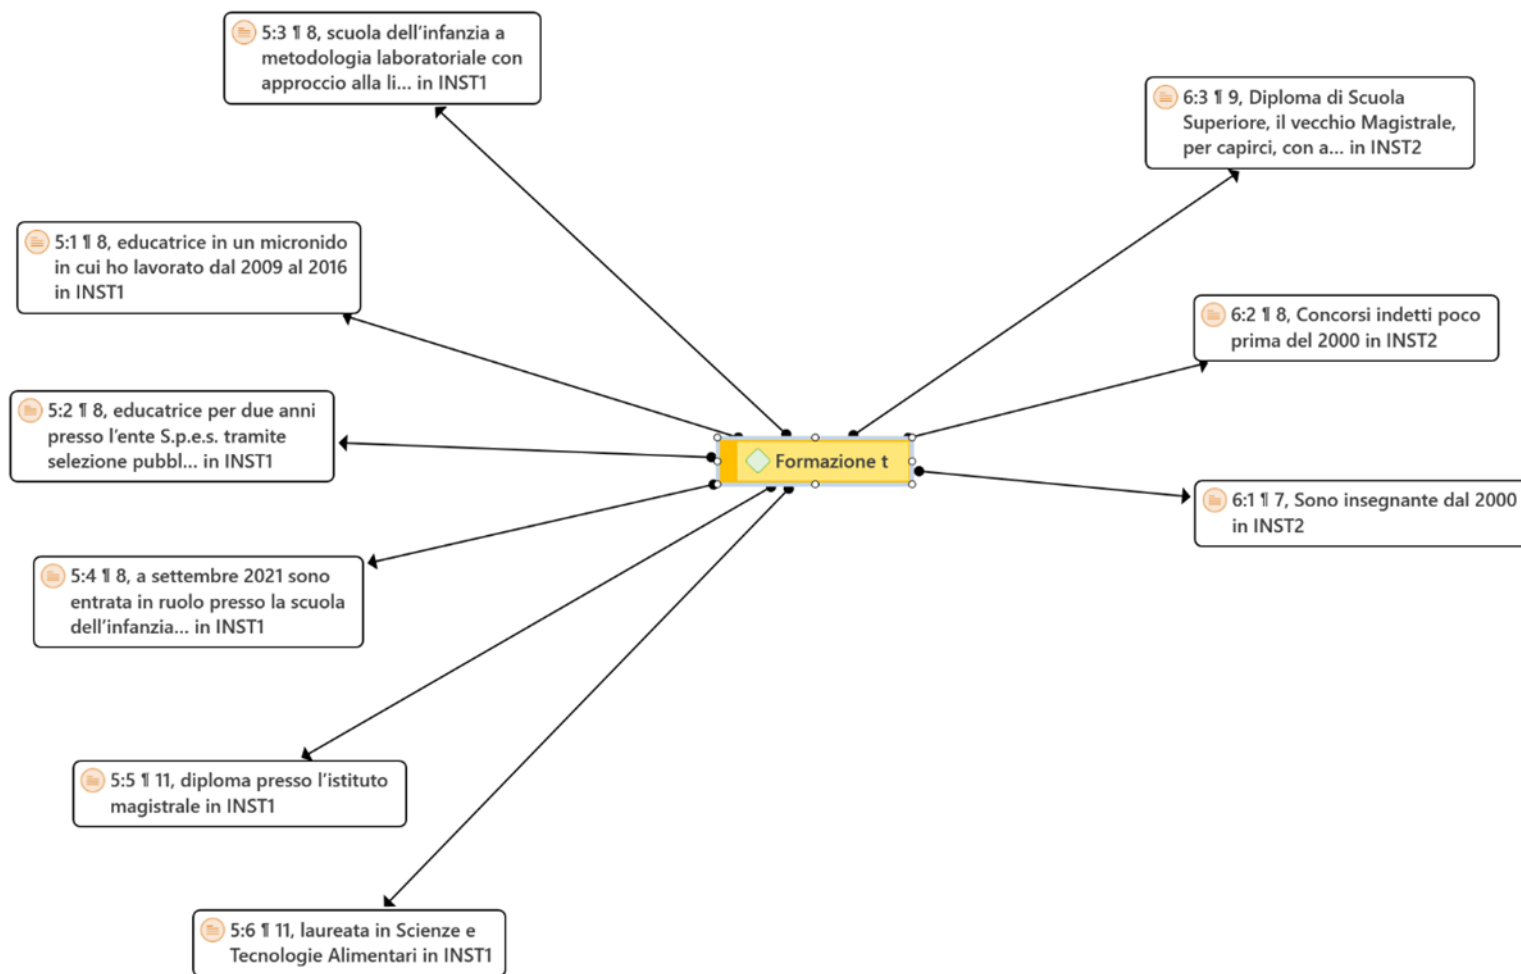 5:3 ¶ 8, scuola dell'infanzia a
metodologia laboratoriale con
approccio alla li... in INST1
6:3 ¶ 9, Diploma di Scuola
Superiore, il vecchio Magistrale,
per capirci, con a... in INST2
5:1 ¶ 8, educatrice in un micronido
in cui ho lavorato dal 2009 al 2016
in INST1
6:2 ¶ 8, Concorsi indetti poco
prima del 2000 in INST2
5:2 ¶ 8, educatrice per due anni
presso l'ente S.p.e.s. tramite
selezione pubbl... in INST1
Formazione t
6:1 ¶ 7, Sono insegnante dal 2000
in INST2
5:4 ¶ 8, a settembre 2021 sono
entrata in ruolo presso la scuola
dell'infanzia... in INST1
5:5 ¶ 11, diploma presso l'istituto
magistrale in INST1
5:6 ¶ 11, laureata in Scienze e
Tecnologie Alimentari in INST1